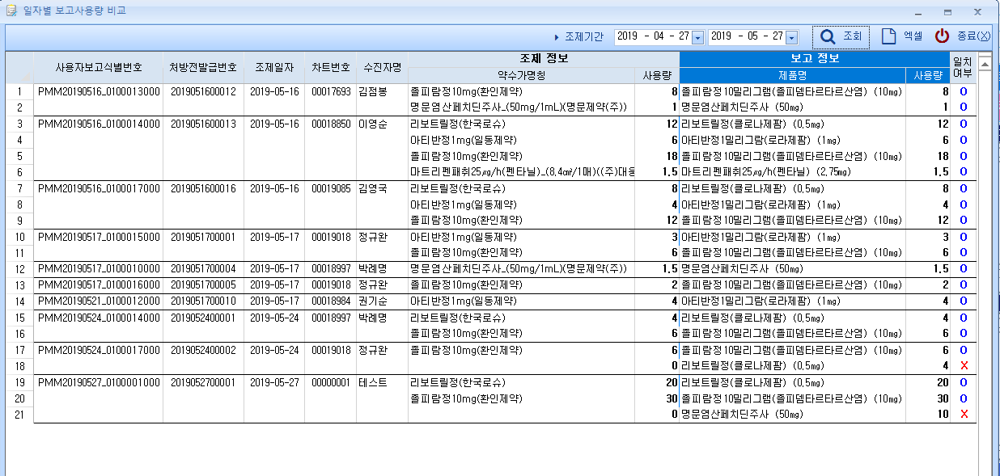 일자별 보고사용량 비교
조제기간 2019 - 04 - 27 2019 - 05 - 27 조회 엑셀 종료(X)
조제 정보 보고 정보 일치
사용자보고식별번호 처방전발급번호 조제일자 차트번호 수진자명 약수가명칭 사용량 제품명 사용량 여부
1 PMM20190516_0100013000 2019051600012 2019-05-16 00017693 김점봉 졸피람정10mg(환인제약) 8 졸피람정10밀리그램(졸피뎀타르타르산염) (10㎎) 8 O
2 명문염산페치딘주사_(50mg/1mL)(명문제약(주)) 1 명문염산페치딘주사 (50㎎) 1 O
3 PMM20190516_0100014000 2019051600013 2019-05-16 00018850 이영순 리보트릴정(한국로슈) 12 리보트릴정(클로나제팜) (0,5㎎) 12 O
4 아티반정1mg(일동제약) 6 아티반정1밀리그람(로라제팜) (1㎎) 6 O
5 졸피람정10mg(환인제약) 18 졸피람정10밀리그램(졸피뎀타르타르산염) (10㎎) 18 O
6 마트리펜패취25㎍/h(펜타닐)_(8,4㎠/1매)((주)대웅 1.5 마트리펜패취25㎍/h(펜타닐) (2,75㎎) 1.5 O
7 PMM20190516_0100017000 2019051600016 2019-05-16 00019085 김영국 리보트릴정(한국로슈) 8 리보트릴정(클로나제팜) (0,5㎎) 8 O
8 아티반정1mg(일동제약) 4 아티반정1밀리그람(로라제팜) (1㎎) 4 O
9 졸피람정10mg(환인제약) 12 졸피람정10밀리그램(졸피뎀타르타르산염) (10㎎) 12 O
10 PMM20190517_0100015000 2019051700001 2019-05-17 00019018 정규완 아티반정1mg(일동제약) 3 아티반정1밀리그람(로라제팜) (1㎎) 3 O
11 졸피람정10mg(환인제약) 6 졸피람정10밀리그램(졸피뎀타르타르산염) (10㎎) 6 O
12 PMM20190517_0100010000 2019051700004 2019-05-17 00018997 박례명 명문염산페치딘주사_(50mg/1mL)(명문제약(주)) 1.5 명문염산페치딘주사 (50㎎) 1.5 O
13 PMM20190517_0100016000 2019051700005 2019-05-17 00019018 정규완 졸피람정10mg(환인제약) 2 졸피람정10밀리그램(졸피뎀타르타르산염) (10㎎) 2 O
14 PMM20190521_0100012000 2019051700010 2019-05-17 00018984 권기순 아티반정1mg(일동제약) 4 아티반정1밀리그람(로라제팜) (1㎎) 4 O
15 PMM20190524_0100014000 2019052400001 2019-05-24 00018997 박례명 리보트릴정(한국로슈) 4 리보트릴정(클로나제팜) (0,5㎎) 4 O
16 졸피람정10mg(환인제약) 6 졸피람정10밀리그램(졸피뎀타르타르산염) (10㎎) 6 O
17 PMM20190524_0100017000 2019052400002 2019-05-24 00019018 정규완 졸피람정10mg(환인제약) 6 졸피람정10밀리그램(졸피뎀타르타르산염) (10㎎) 6 O
18 0 리보트릴정(클로나제팜) (0,5㎎) 4 X
19 PMM20190527_0100001000 2019052700001 2019-05-27 00000001 테스트 리보트릴정(한국로슈) 20 리보트릴정(클로나제팜) (0,5㎎) 20 O
20 졸피람정10mg(환인제약) 30 졸피람정10밀리그램(졸피뎀타르타르산염) (10㎎) 30 O
21 0 명문염산페치딘주사 (50㎎) 10 X